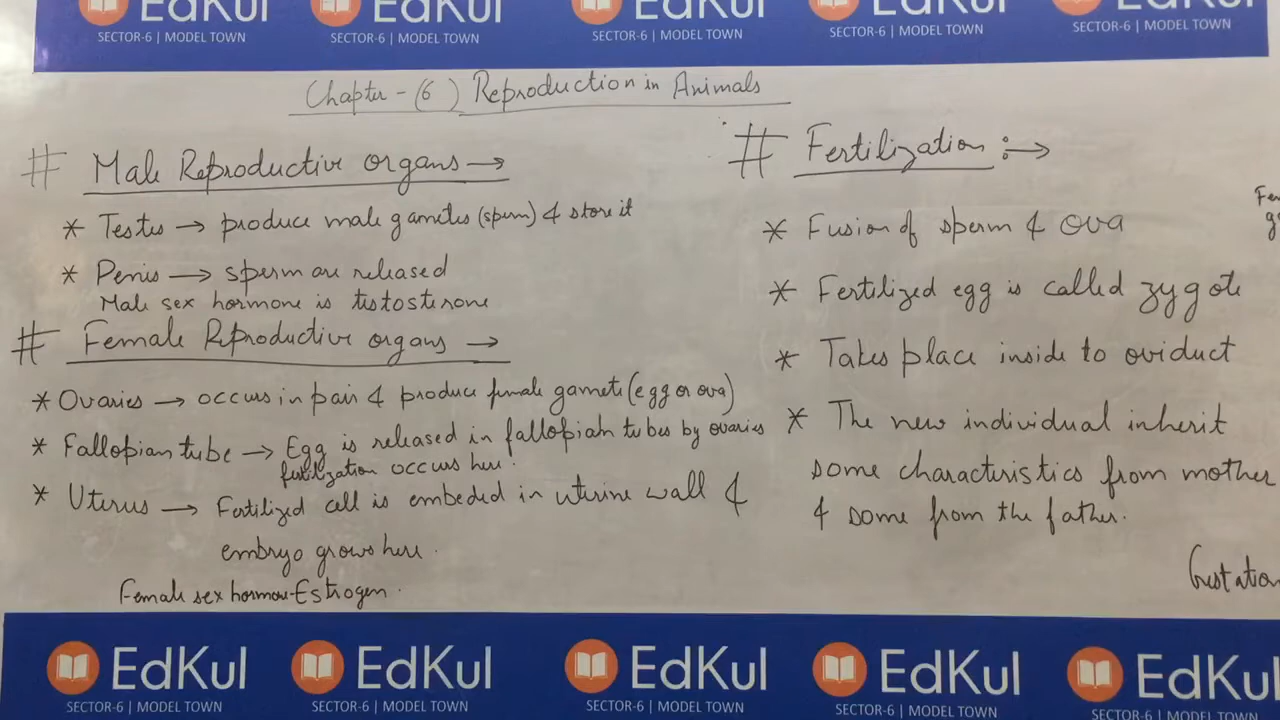 EdKul EdKul EdKul EdKul EdKul
SECTOR-6 | MODEL TOWN SECTOR-6 | MODEL TOWN SECTOR-6 | MODEL TOWN SECTOR-6 | MODEL TOWN SECTOR-6 | MODEL TOWN
Chapter - (6) Reproduction in Animals
# Male Reproductive organs →
* Testes → produce male gametes (sperm) & store it
* Penis → sperm are released
Male sex hormone is testosterone
# Female Reproductive organs →
* Ovaries → occurs in pair & produce female gamete (egg or ova)
* Fallopian tube → Egg is released in fallopian tubes by ovaries
fertilization occurs here.
* Uterus → Fertilized cell is embeded in uterine wall &
embryo grows here.
Female sex hormone-Estrogen.
# Fertilization :→
* Fusion of sperm & ova
* Fertilized egg is called zygote
* Takes place inside to oviduct
* The new individual inherit
some characteristics from mother
& some from the father.
Gestation
EdKul EdKul EdKul EdKul EdKul
SECTOR-6 | MODEL TOWN SECTOR-6 | MODEL TOWN SECTOR-6 | MODEL TOWN SECTOR-6 | MODEL TOWN SECTOR-6 | MODEL TOWN